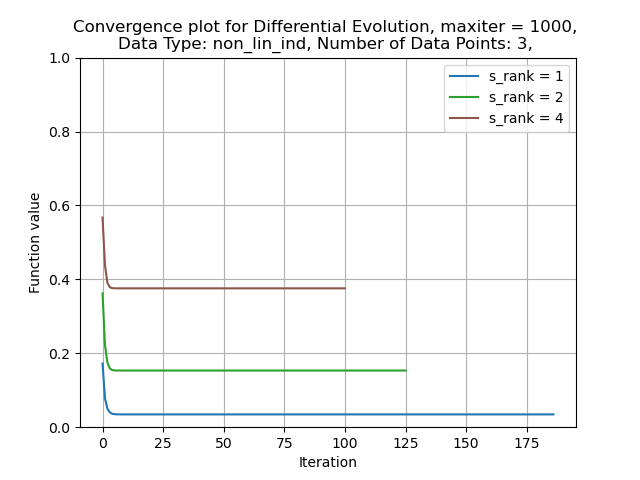 Convergence plot for Differential Evolution, maxiter = 1000,
Data Type: non_lin_ind, Number of Data Points: 3,
s_rank = 1
s_rank = 2
s_rank = 4
Function value
1.0
0.8
0.6
0.4
0.2
0.0
0 25 50 75 100 125 150 175
Iteration